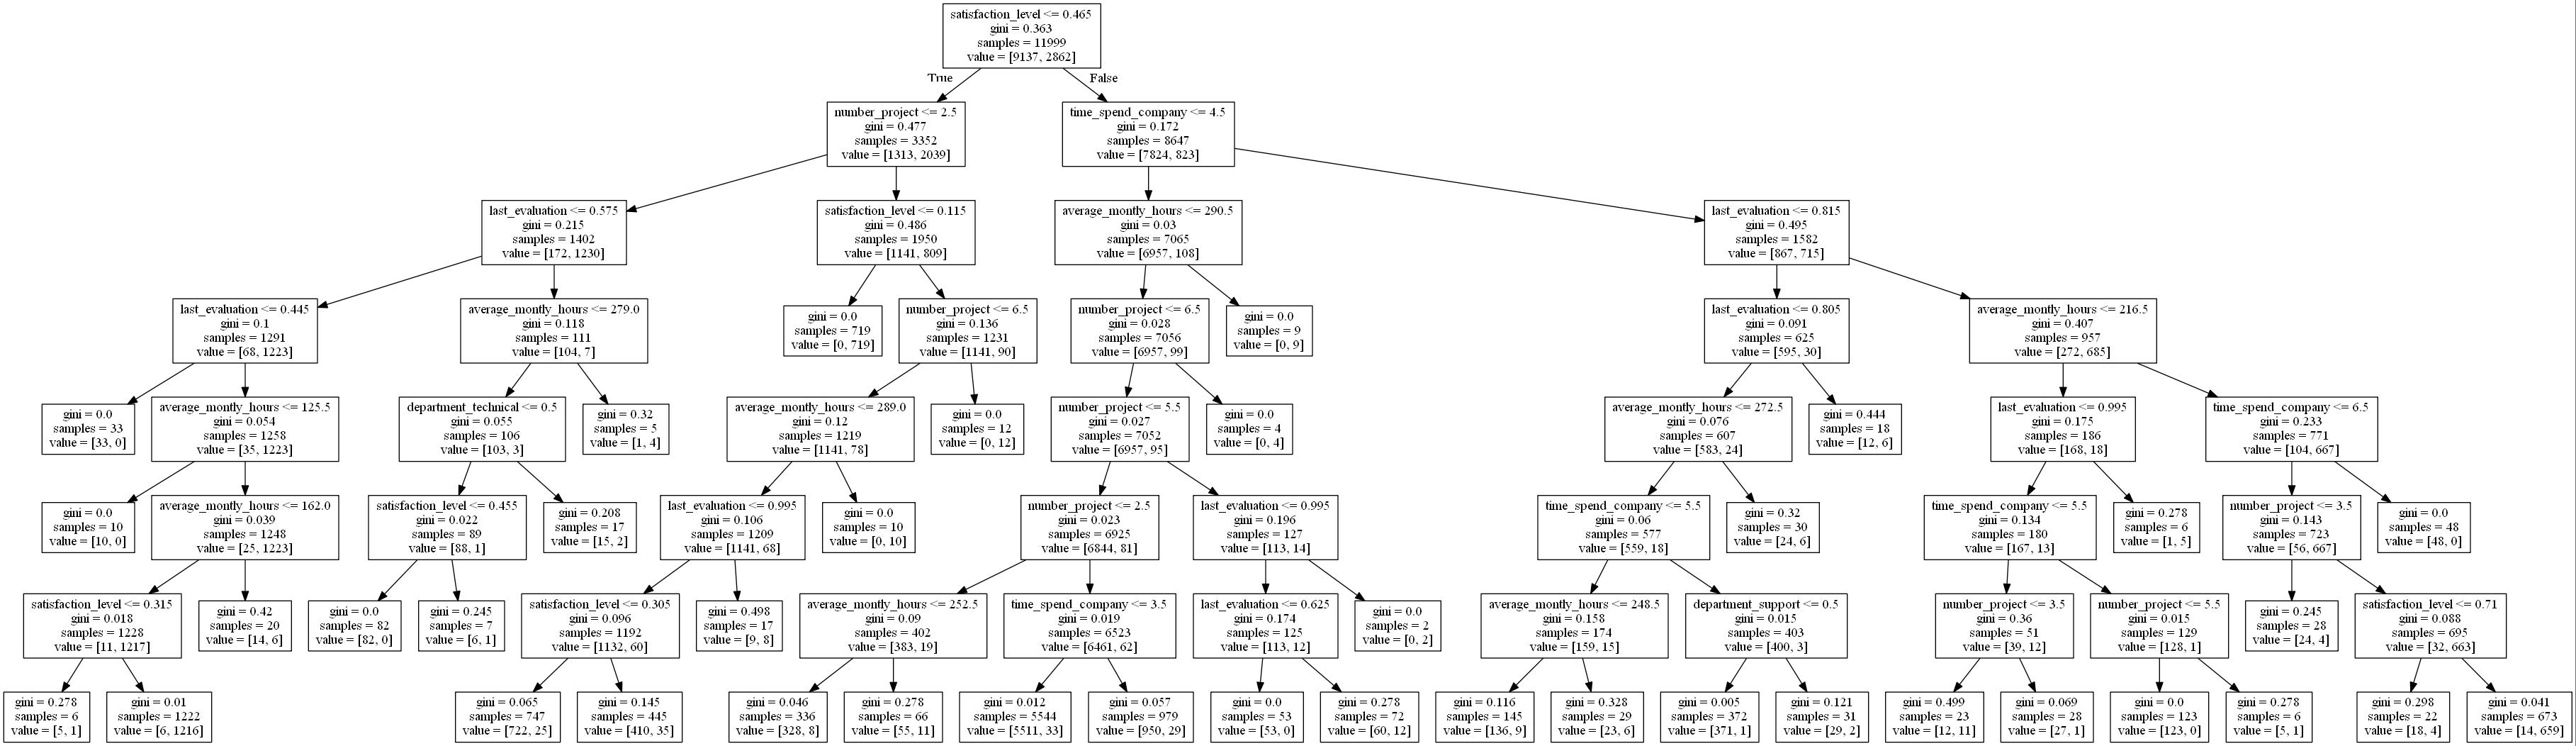 satisfaction_level <= 0.465
gini = 0.363
samples = 11999
value = [9137, 2862]
True
False
number_project <= 2.5
gini = 0.477
samples = 3352
value = [1313, 2039]
time_spend_company <= 4.5
gini = 0.172
samples = 8647
value = [7824, 823]
last_evaluation <= 0.575
gini = 0.215
samples = 1402
value = [172, 1230]
satisfaction_level <= 0.115
gini = 0.486
samples = 1950
value = [1141, 809]
average_montly_hours <= 290.5
gini = 0.03
samples = 7065
value = [6957, 108]
last_evaluation <= 0.815
gini = 0.495
samples = 1582
value = [867, 715]
last_evaluation <= 0.445
gini = 0.1
samples = 1291
value = [68, 1223]
average_montly_hours <= 279.0
gini = 0.118
samples = 111
value = [104, 7]
gini = 0.0
samples = 719
value = [0, 719]
number_project <= 6.5
gini = 0.136
samples = 1231
value = [1141, 90]
number_project <= 6.5
gini = 0.028
samples = 7056
value = [6957, 99]
gini = 0.0
samples = 9
value = [0, 9]
last_evaluation <= 0.805
gini = 0.091
samples = 625
value = [595, 30]
average_montly_hours <= 216.5
gini = 0.407
samples = 957
value = [272, 685]
gini = 0.0
samples = 33
value = [33, 0]
average_montly_hours <= 125.5
gini = 0.054
samples = 1258
value = [35, 1223]
department_technical <= 0.5
gini = 0.055
samples = 106
value = [103, 3]
gini = 0.32
samples = 5
value = [1, 4]
average_montly_hours <= 289.0
gini = 0.12
samples = 1219
value = [1141, 78]
gini = 0.0
samples = 12
value = [0, 12]
number_project <= 5.5
gini = 0.027
samples = 7052
value = [6957, 95]
gini = 0.0
samples = 4
value = [0, 4]
average_montly_hours <= 272.5
gini = 0.076
samples = 607
value = [583, 24]
gini = 0.444
samples = 18
value = [12, 6]
last_evaluation <= 0.995
gini = 0.175
samples = 186
value = [168, 18]
time_spend_company <= 6.5
gini = 0.233
samples = 771
value = [104, 667]
gini = 0.0
samples = 10
value = [10, 0]
average_montly_hours <= 162.0
gini = 0.039
samples = 1248
value = [25, 1223]
satisfaction_level <= 0.455
gini = 0.022
samples = 89
value = [88, 1]
gini = 0.208
samples = 17
value = [15, 2]
last_evaluation <= 0.995
gini = 0.106
samples = 1209
value = [1141, 68]
gini = 0.0
samples = 10
value = [0, 10]
number_project <= 2.5
gini = 0.023
samples = 6925
value = [6844, 81]
last_evaluation <= 0.995
gini = 0.196
samples = 127
value = [113, 14]
time_spend_company <= 5.5
gini = 0.06
samples = 577
value = [559, 18]
gini = 0.32
samples = 30
value = [24, 6]
time_spend_company <= 5.5
gini = 0.134
samples = 180
value = [167, 13]
gini = 0.278
samples = 6
value = [1, 5]
number_project <= 3.5
gini = 0.143
samples = 723
value = [56, 667]
gini = 0.0
samples = 48
value = [48, 0]
satisfaction_level <= 0.315
gini = 0.018
samples = 1228
value = [11, 1217]
gini = 0.42
samples = 20
value = [14, 6]
gini = 0.0
samples = 82
value = [82, 0]
gini = 0.245
samples = 7
value = [6, 1]
satisfaction_level <= 0.305
gini = 0.096
samples = 1192
value = [1132, 60]
gini = 0.498
samples = 17
value = [9, 8]
average_montly_hours <= 252.5
gini = 0.09
samples = 402
value = [383, 19]
time_spend_company <= 3.5
gini = 0.019
samples = 6523
value = [6461, 62]
last_evaluation <= 0.625
gini = 0.174
samples = 125
value = [113, 12]
gini = 0.0
samples = 2
value = [0, 2]
average_montly_hours <= 248.5
gini = 0.158
samples = 174
value = [159, 15]
department_support <= 0.5
gini = 0.015
samples = 403
value = [400, 3]
number_project <= 3.5
gini = 0.36
samples = 51
value = [39, 12]
number_project <= 5.5
gini = 0.015
samples = 129
value = [128, 1]
gini = 0.245
samples = 28
value = [24, 4]
satisfaction_level <= 0.71
gini = 0.088
samples = 695
value = [32, 663]
gini = 0.278
samples = 6
value = [5, 1]
gini = 0.01
samples = 1222
value = [6, 1216]
gini = 0.065
samples = 747
value = [722, 25]
gini = 0.145
samples = 445
value = [410, 35]
gini = 0.046
samples = 336
value = [328, 8]
gini = 0.278
samples = 66
value = [55, 11]
gini = 0.012
samples = 5544
value = [5511, 33]
gini = 0.057
samples = 979
value = [950, 29]
gini = 0.0
samples = 53
value = [53, 0]
gini = 0.278
samples = 72
value = [60, 12]
gini = 0.116
samples = 145
value = [136, 9]
gini = 0.328
samples = 29
value = [23, 6]
gini = 0.005
samples = 372
value = [371, 1]
gini = 0.121
samples = 31
value = [29, 2]
gini = 0.499
samples = 23
value = [12, 11]
gini = 0.069
samples = 28
value = [27, 1]
gini = 0.0
samples = 123
value = [123, 0]
gini = 0.278
samples = 6
value = [5, 1]
gini = 0.298
samples = 22
value = [18, 4]
gini = 0.041
samples = 673
value = [14, 659]